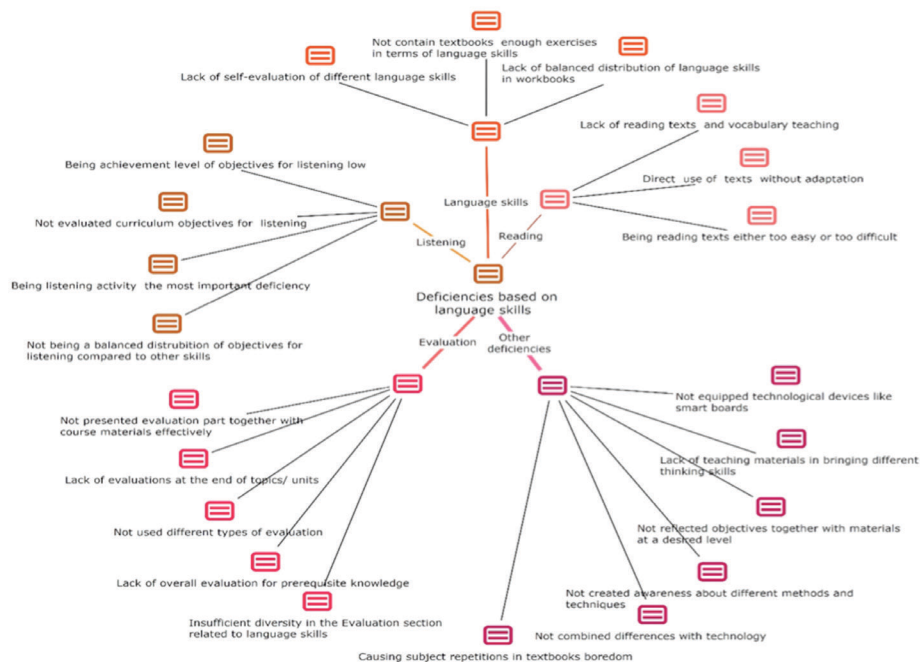 Not contain textbooks enough exercises
in terms of language skills
Lack of self-evaluation of different language skills
Lack of balanced distribution of language skills
in workbooks
Lack of reading texts and vocabulary teaching
Being achievement level of objectives for listening low
Direct use of texts without adaptation
Language skills
Not evaluated curriculum objectives for listening
Being reading texts either too easy or too difficult
Listening
Reading
Being listening activity the most important deficiency
Deficiencies based on
language skills
Not being a balanced distrubition of objectives for
listening compared to other skills
Evaluation
Other
deficiencies
Not presented evaluation part together with
course materials effectively
Not equipped technological devices like
smart boards
Lack of evaluations at the end of topics/ units
Lack of teaching materials in bringing different
thinking skills
Not used different types of evaluation
Not reflected objectives together with materials
at a desired level
Lack of overall evaluation for prerequisite knowledge
Not created awareness about different methods and
techniques
Insufficient diversity in the Evaluation section
related to language skills
Not combined differences with technology
Causing subject repetitions in textbooks boredom